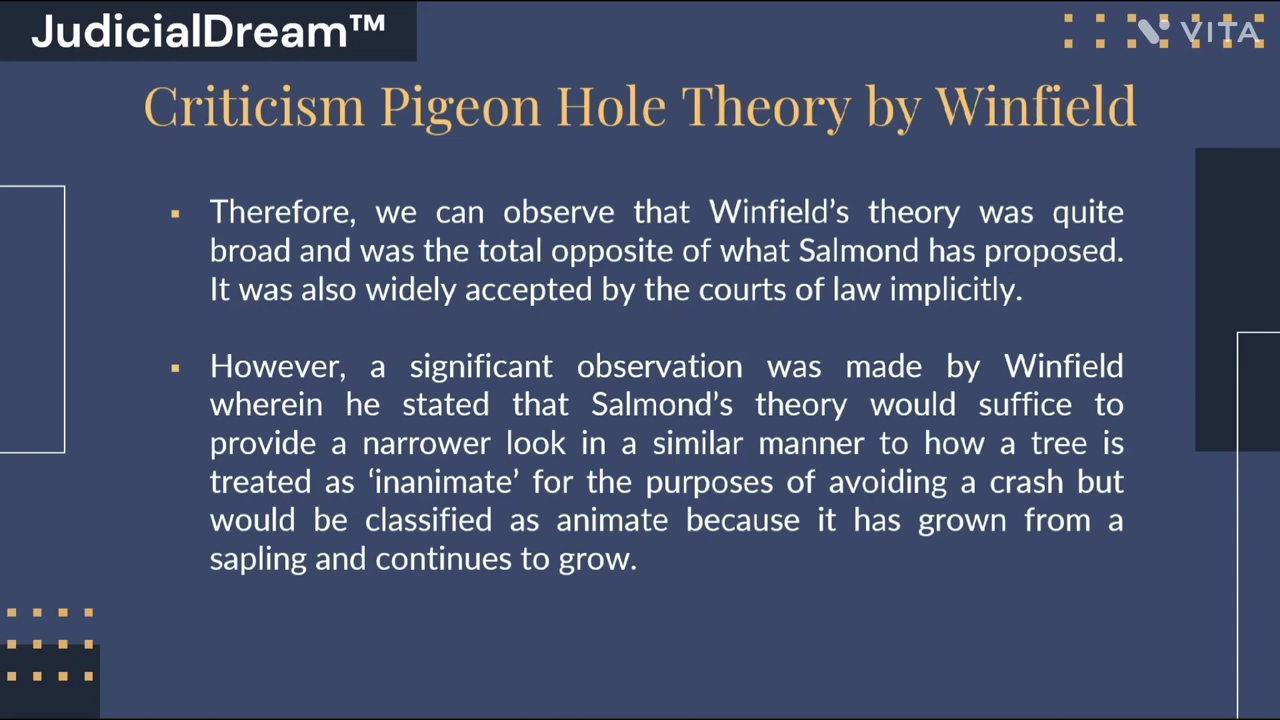 JudicialDream™
VITA
Criticism Pigeon Hole Theory by Winfield
▪ Therefore, we can observe that Winfield’s theory was quite
broad and was the total opposite of what Salmond has proposed.
It was also widely accepted by the courts of law implicitly.
▪ However, a significant observation was made by Winfield
wherein he stated that Salmond’s theory would suffice to
provide a narrower look in a similar manner to how a tree is
treated as ‘inanimate’ for the purposes of avoiding a crash but
would be classified as animate because it has grown from a
sapling and continues to grow.